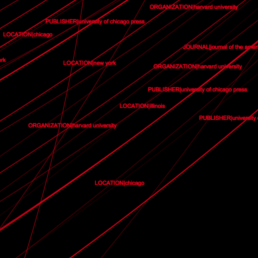 ORGANIZATION|harvard university
PUBLISHER|university of chicago press
LOCATION|chicago
JOURNAL|journal of the
LOCATION|new york
ORGANIZATION|harvard university
PUBLISHER|university of chicago press
LOCATION|illinois
PUBLISHER|university
ORGANIZATION|harvard university
LOCATION|chicago